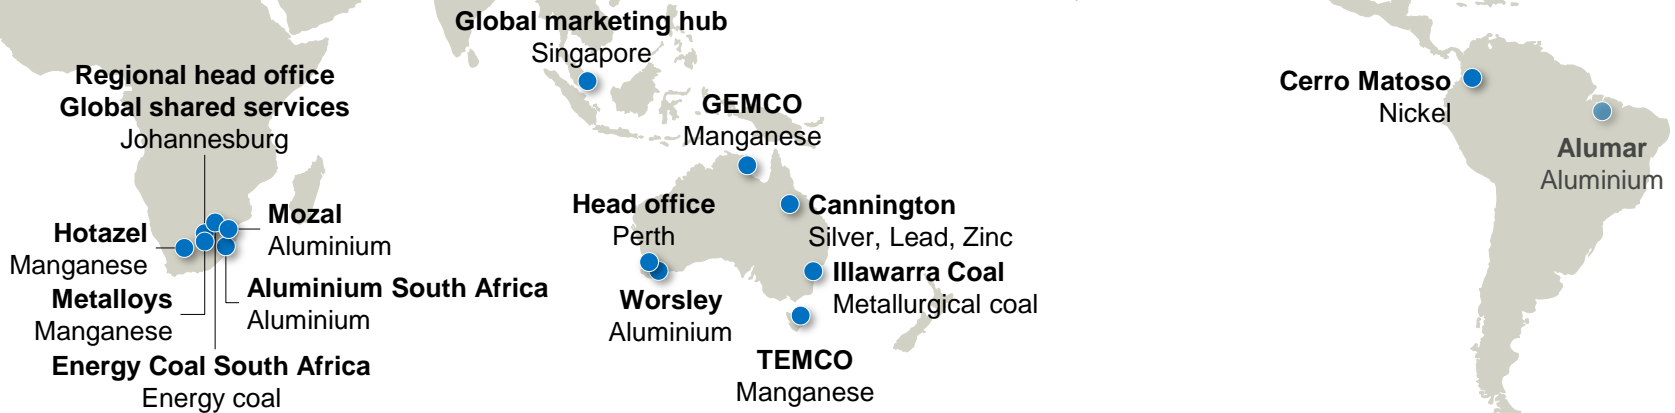 Global marketing hub
Singapore
Regional head office
Global shared services
Johannesburg
GEMCO
Manganese
Cerro Matoso
Nickel
Alumar
Aluminium
Head office
Perth
Cannington
Silver, Lead, Zinc
Mozal
Aluminium
Hotazel
Manganese
Illawarra Coal
Metallurgical coal
Metalloys
Manganese
Aluminium South Africa
Aluminium
Worsley
Aluminium
Energy Coal South Africa
Energy coal
TEMCO
Manganese